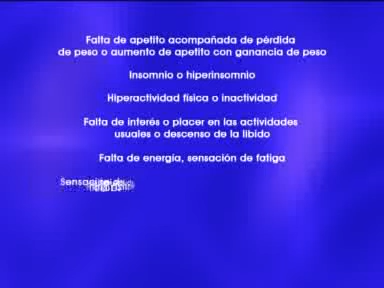 Falta de apetito acompañada de pérdida
de peso o aumento de apetito con ganancia de peso
Insomnio o hiperinsomnio
Hiperactividad física o inactividad
Falta de interés o placer en las actividades
usuales o descenso de la libido
Falta de energía, sensación de fatiga